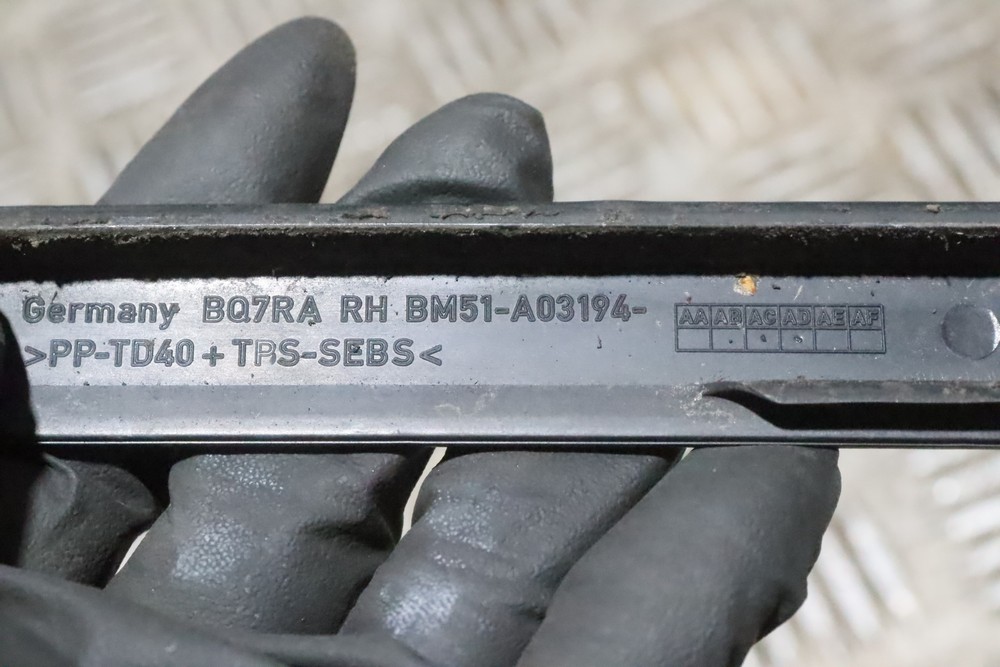 Germany BQ7RA RH BM51-A03194-
>PP-TD40+TPS-SEBS<
AA AB AC AD AE AF